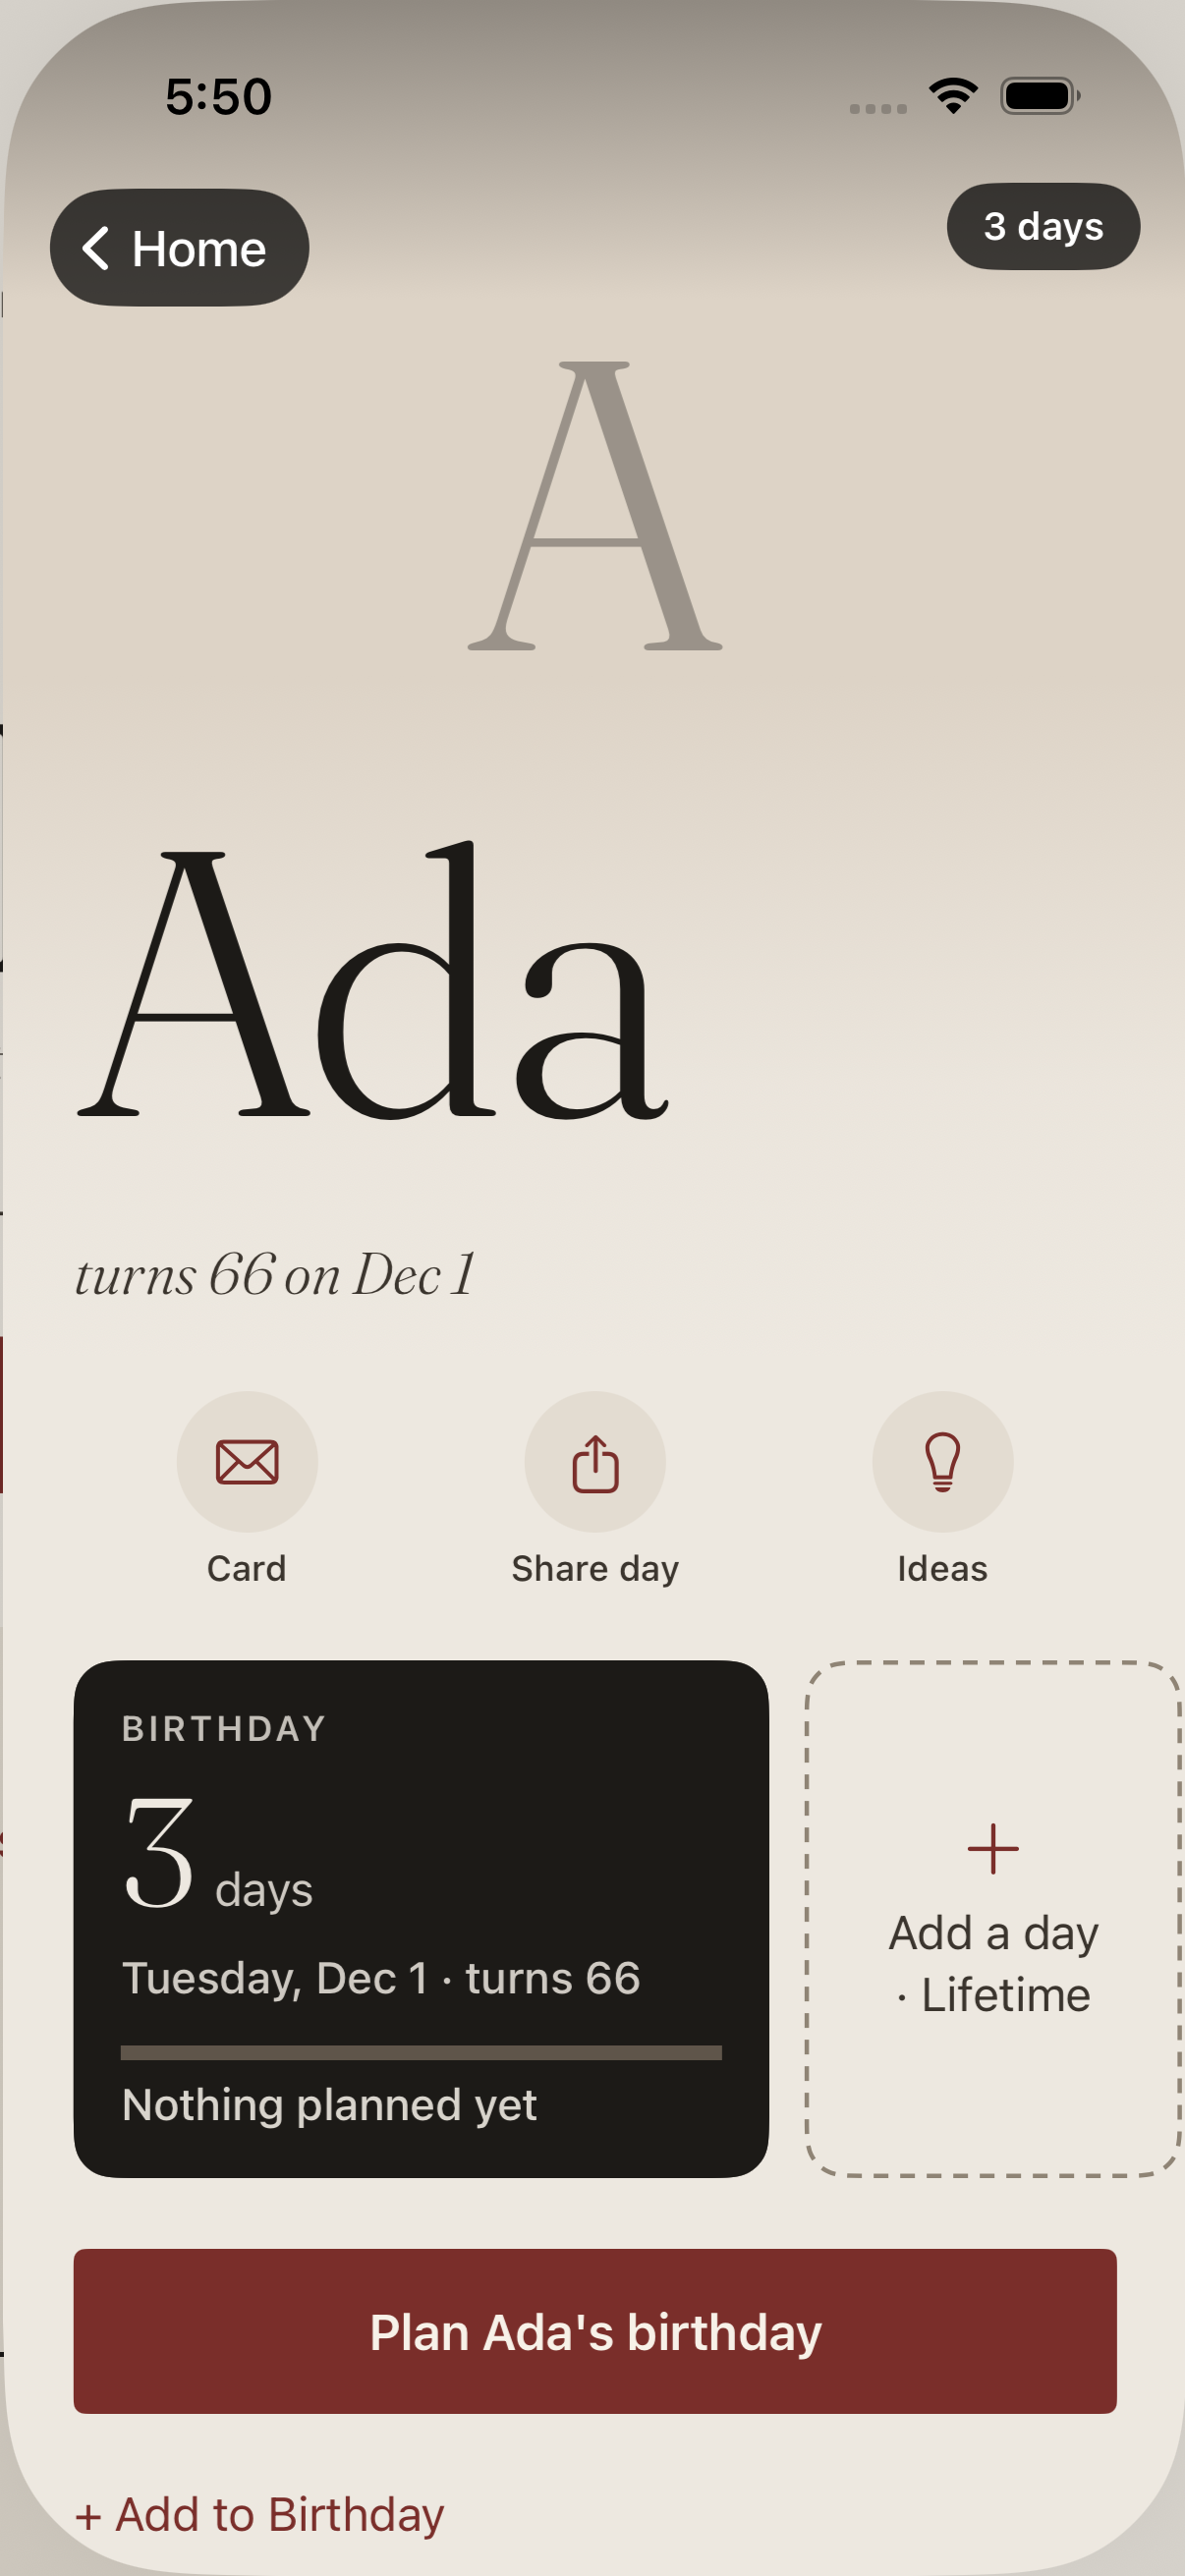 5:50
Home
3 days
A
Ada
turns 66 on Dec 1
Card
Share day
Ideas
BIRTHDAY
3 days
Tuesday, Dec 1 · turns 66
Nothing planned yet
Add a day
· Lifetime
Plan Ada's birthday
+ Add to Birthday